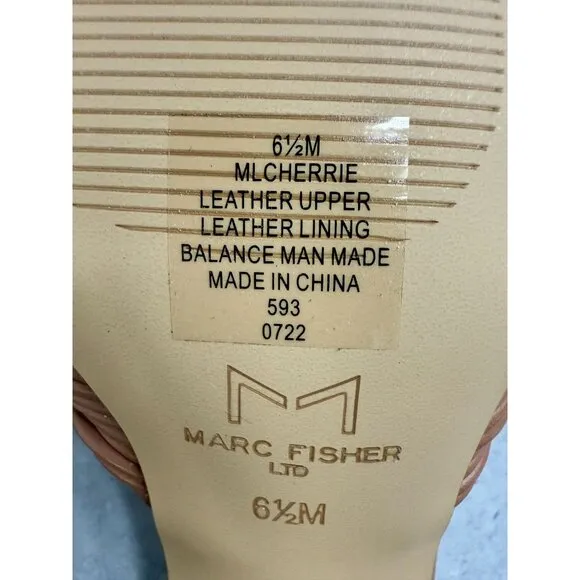 6½M
MLCHERRIE
LEATHER UPPER
LEATHER LINING
BALANCE MAN MADE
MADE IN CHINA
593
0722
MARC FISHER
LTD
6½M